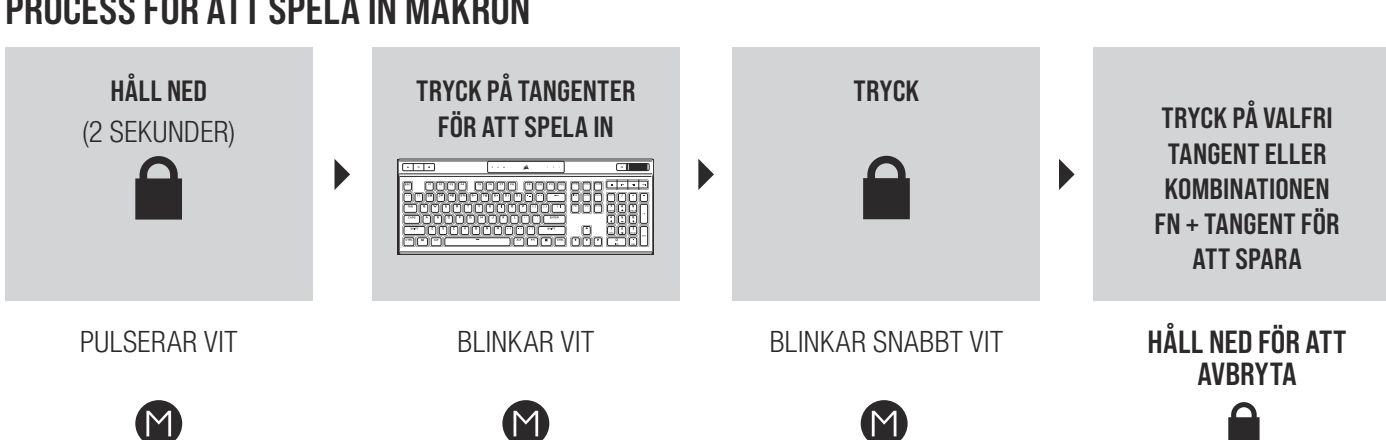 PROCESS FÖR ATT SPELA IN MAKRON
HÅLL NED
(2 SEKUNDER)
TRYCK PÅ TANGENTER
FÖR ATT SPELA IN
TRYCK
TRYCK PÅ VALFRI
TANGENT ELLER
KOMBINATIONEN
FN + TANGENT FÖR
ATT SPARA
PULSERAR VIT
BLINKAR VIT
BLINKAR SNABBT VIT
HÅLL NED FÖR ATT
AVBRYTA
M
M
M